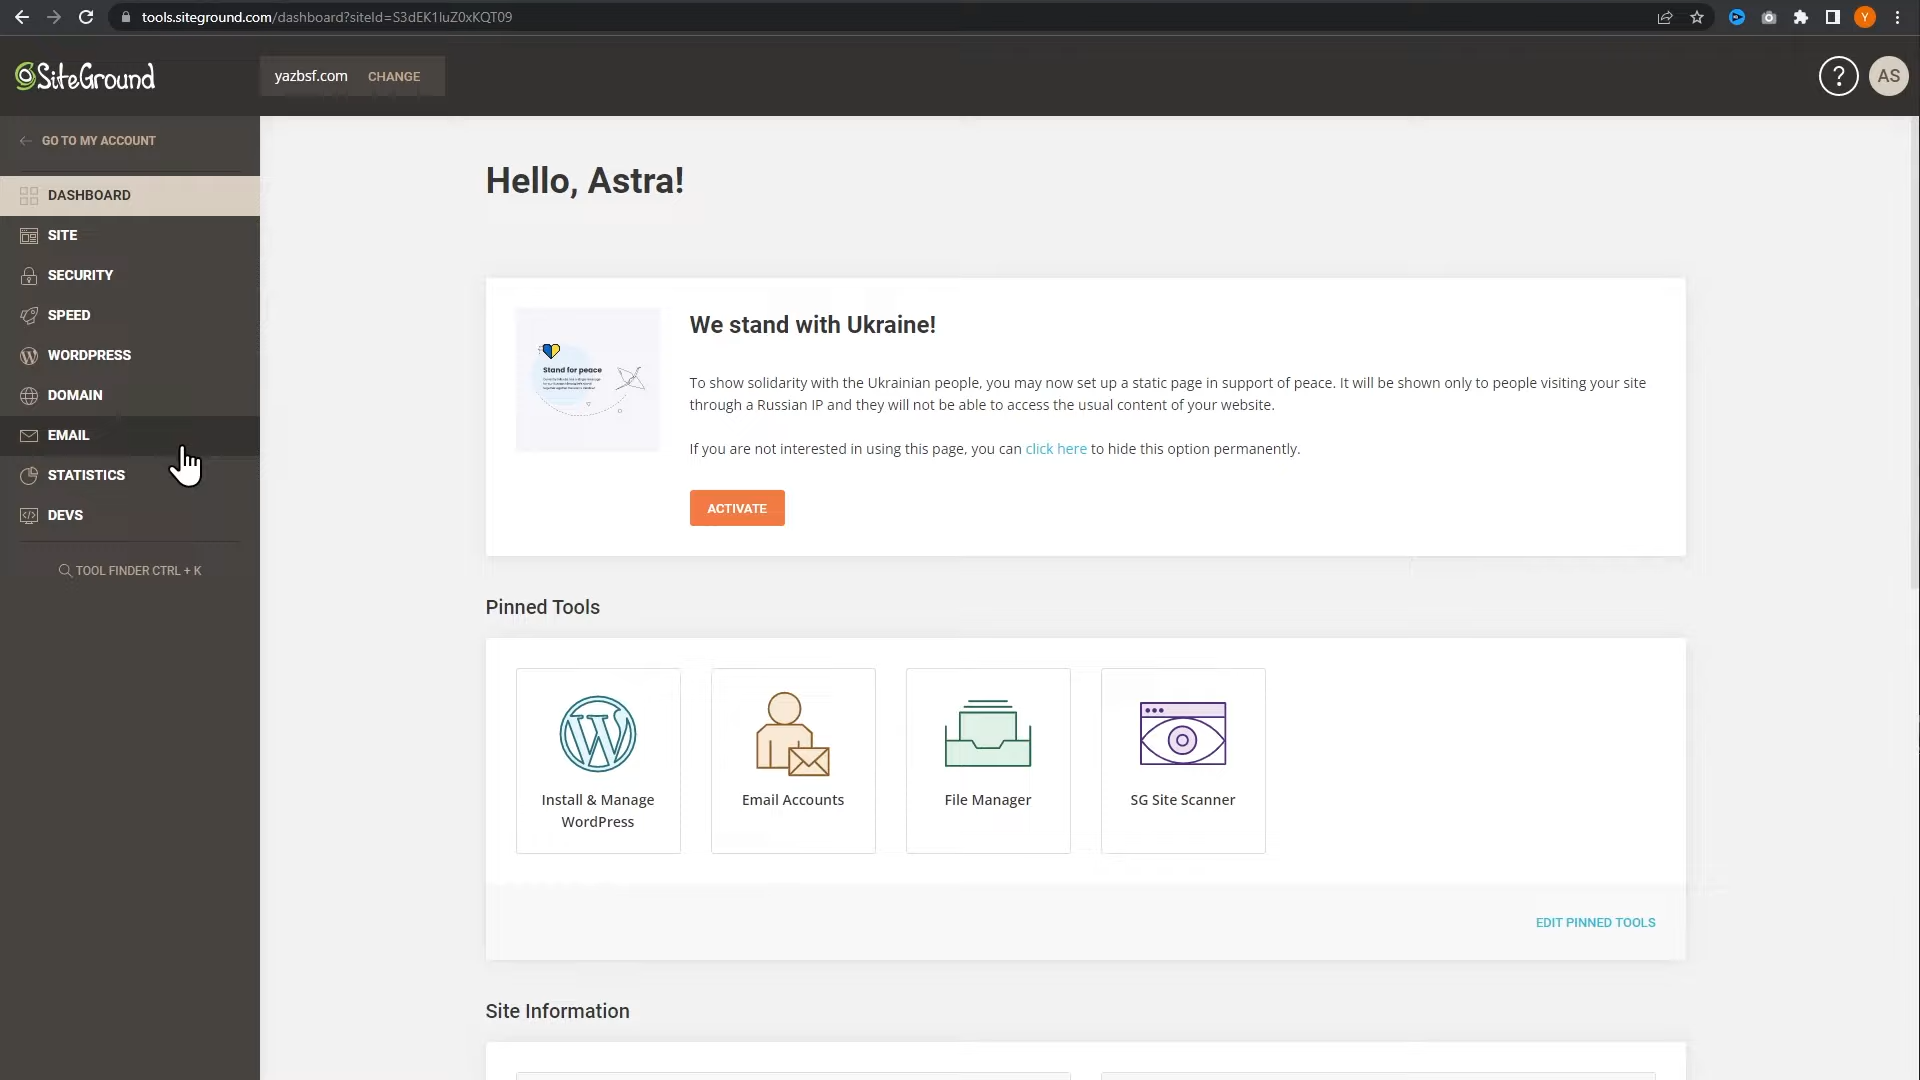 tools.siteground.com/dashboard?siteId=S3dEK1luZ0xKQT09
Y
SiteGround
yazbsf.com CHANGE
?
AS
GO TO MY ACCOUNT
DASHBOARD
SITE
SECURITY
SPEED
WORDPRESS
DOMAIN
EMAIL
STATISTICS
DEVS
TOOL FINDER CTRL + K
Hello, Astra!
Stand for peace
We stand with Ukraine!
To show solidarity with the Ukrainian people, you may now set up a static page in support of peace. It will be shown only to people visiting your site
through a Russian IP and they will not be able to access the usual content of your website.
If you are not interested in using this page, you can click here to hide this option permanently.
ACTIVATE
Pinned Tools
Install & Manage
WordPress
Email Accounts
File Manager
SG Site Scanner
EDIT PINNED TOOLS
Site Information